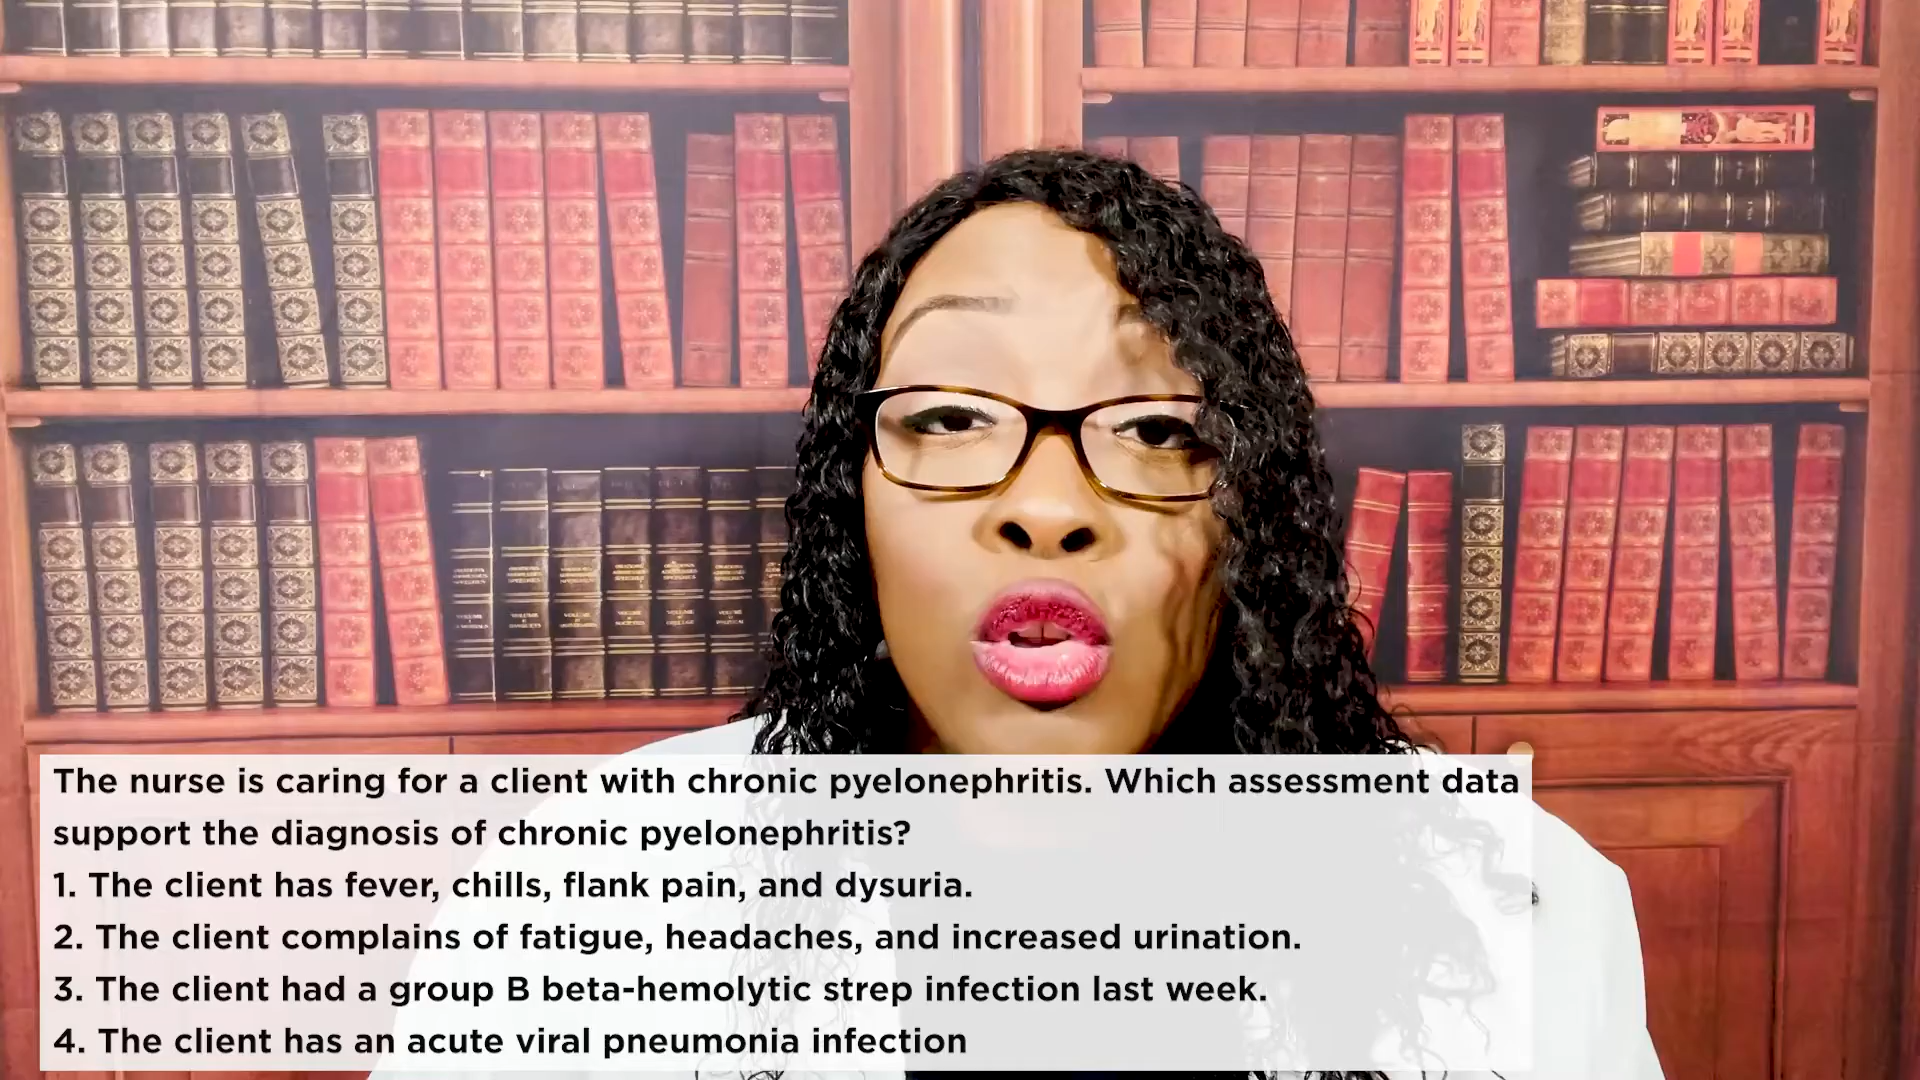 The nurse is caring for a client with chronic pyelonephritis. Which assessment data
support the diagnosis of chronic pyelonephritis?
1. The client has fever, chills, flank pain, and dysuria.
2. The client complains of fatigue, headaches, and increased urination.
3. The client had a group B beta-hemolytic strep infection last week.
4. The client has an acute viral pneumonia infection